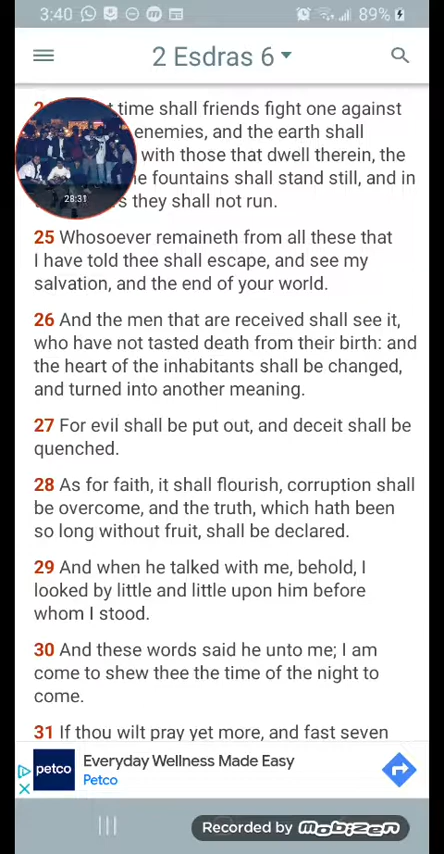 3:40
89%
2 Esdras 6
time shall friends fight one against
enemies, and the earth shall
with those that dwell therein, the
fountains shall stand still, and in
they shall not run.
28:31
25 Whosoever remaineth from all these that
I have told thee shall escape, and see my
salvation, and the end of your world.
26 And the men that are received shall see it,
who have not tasted death from their birth: and
the heart of the inhabitants shall be changed,
and turned into another meaning.
27 For evil shall be put out, and deceit shall be
quenched.
28 As for faith, it shall flourish, corruption shall
be overcome, and the truth, which hath been
so long without fruit, shall be declared.
29 And when he talked with me, behold, I
looked by little and little upon him before
whom I stood.
30 And these words said he unto me; I am
come to shew thee the time of the night to
come.
31 If thou wilt pray yet more, and fast seven
petco
Everyday Wellness Made Easy
Petco
Recorded by Mobizen